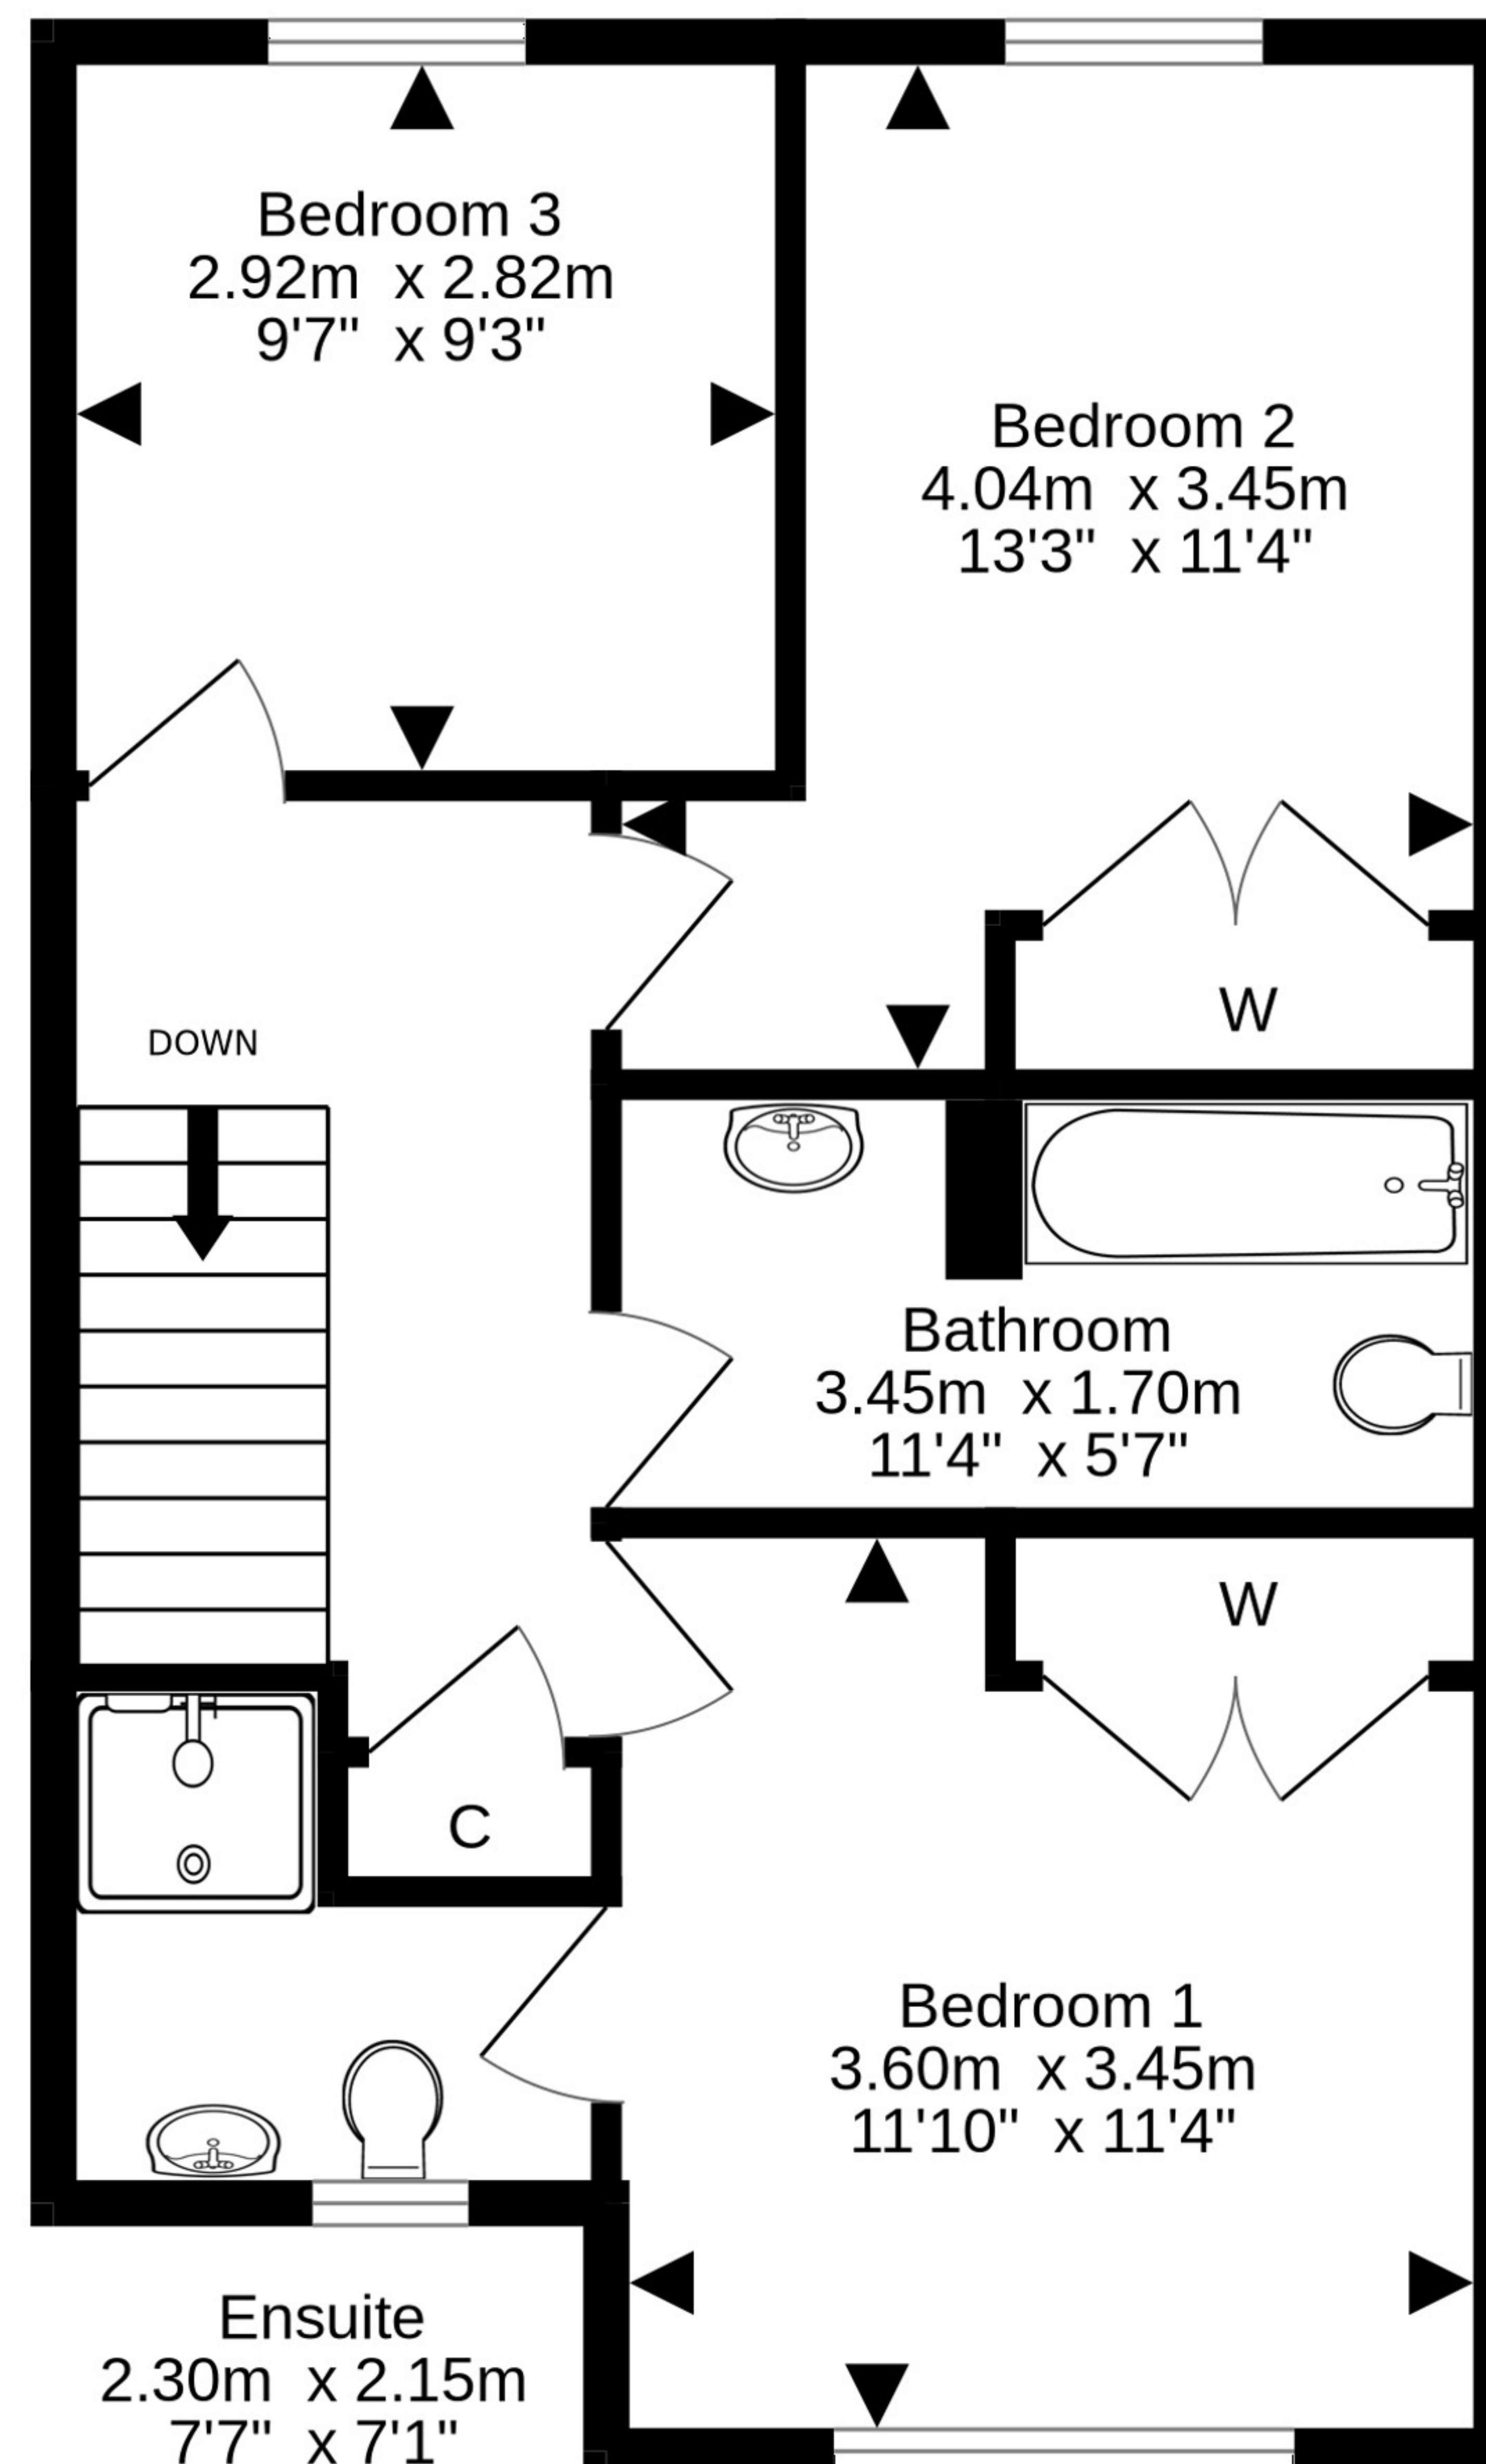 Bedroom 3
2.92m x 2.82m
9'7" x 9'3"
Bedroom 2
4.04m x 3.45m
13'3" x 11'4"
W
DOWN
Bathroom
3.45m x 1.70m
11'4" x 5'7"
W
C
Bedroom 1
3.60m x 3.45m
11'10" x 11'4"
Ensuite
2.30m x 2.15m
7'7" x 7'1"